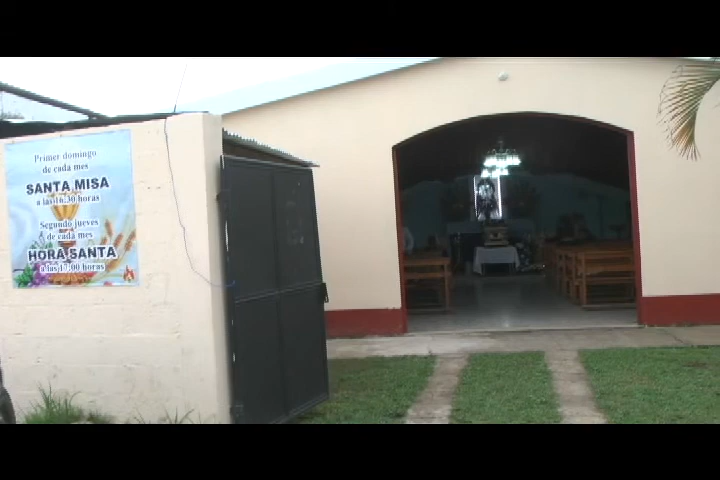 Primer domingo
de cada mes
SANTA MISA
a las 16:30 horas
Segundo jueves
de cada mes
HORA SANTA
a las 17:00 horas